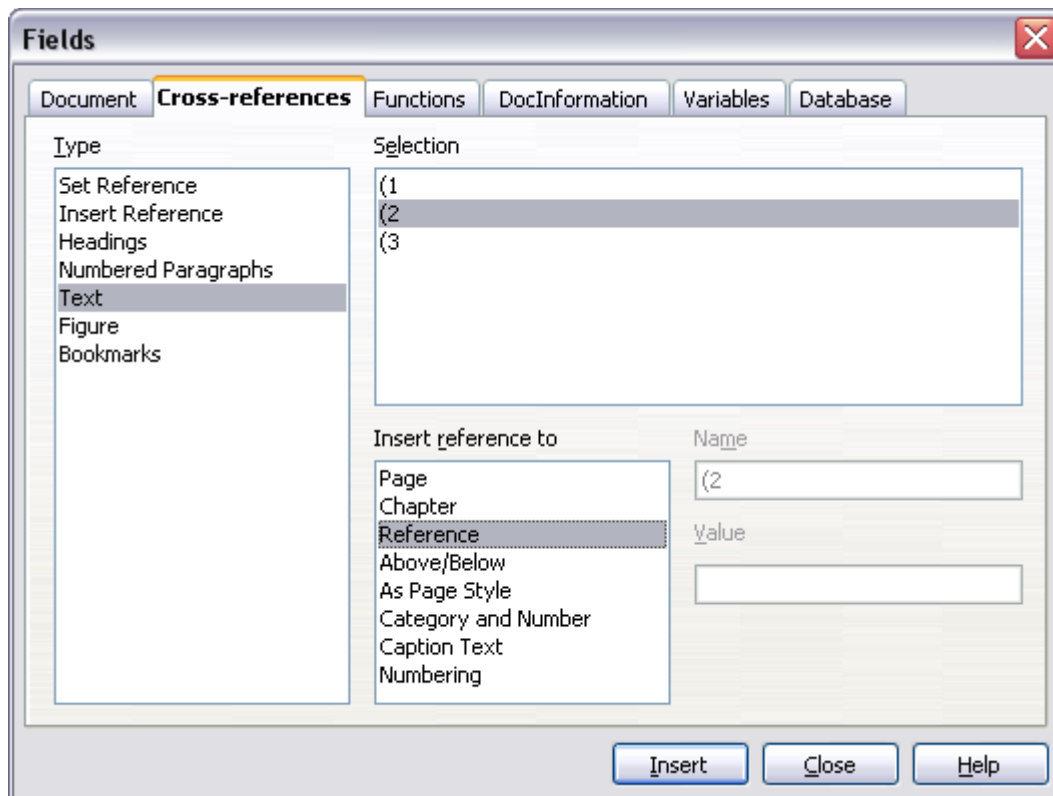 Fields
Document Cross-references Functions DocInformation Variables Database
Type
Set Reference
Insert Reference
Headings
Numbered Paragraphs
Text
Figure
Bookmarks
Selection
(1
(2
(3
Insert reference to
Page
Chapter
Reference
Above/Below
As Page Style
Category and Number
Caption Text
Numbering
Name
(2
Value
Insert Close Help